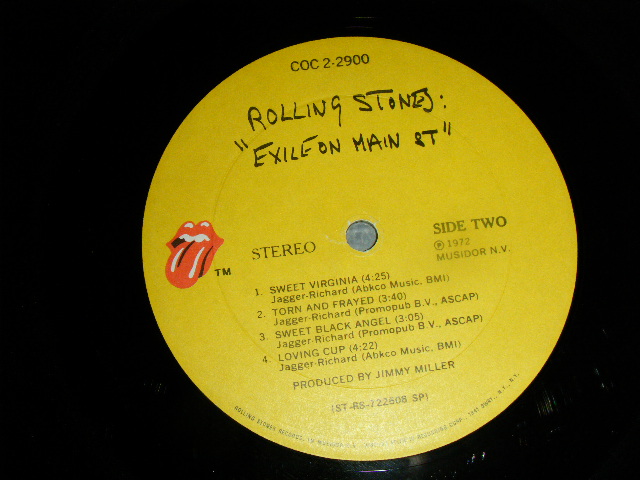 COC 2-2900
ROLLING STONES:
"EXILE ON MAIN ST"
STEREO
SIDE TWO
℗ 1972
MUSIDOR N.V.
TM
1. SWEET VIRGINIA (4:25)
Jagger-Richard (Abkco Music, BMI)
2. TORN AND FRAYED (3:40)
Jagger-Richard (Promopub B.V., ASCAP)
3. SWEET BLACK ANGEL (3:05)
Jagger-Richard (Promopub B.V., ASCAP)
4. LOVING CUP (4:22)
Jagger-Richard (Abkco Music, BMI)
PRODUCED BY JIMMY MILLER
(ST-RS-722608 SP)
ROLLING STONES RECORDS,